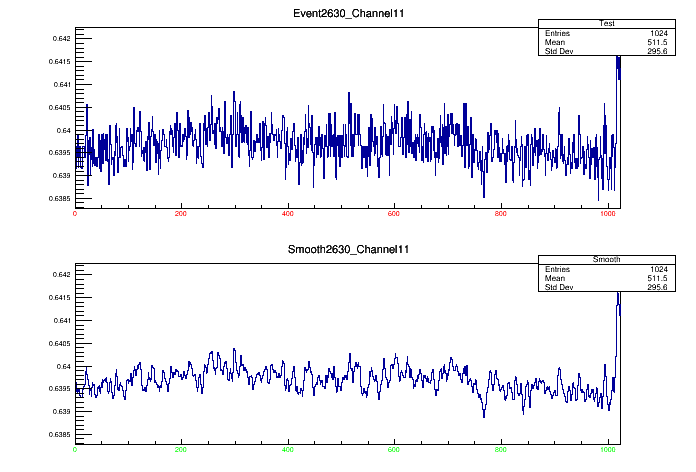 Event2630_Channel11
Test
Entries 1024
Mean 511.5
Std Dev 295.6
0.642
0.6415
0.641
0.6405
0.64
0.6395
0.639
0.6385
0 200 400 600 800 1000
Smooth2630_Channel11
Smooth
Entries 1024
Mean 511.5
Std Dev 295.6
0.642
0.6415
0.641
0.6405
0.64
0.6395
0.639
0.6385
0 200 400 600 800 1000